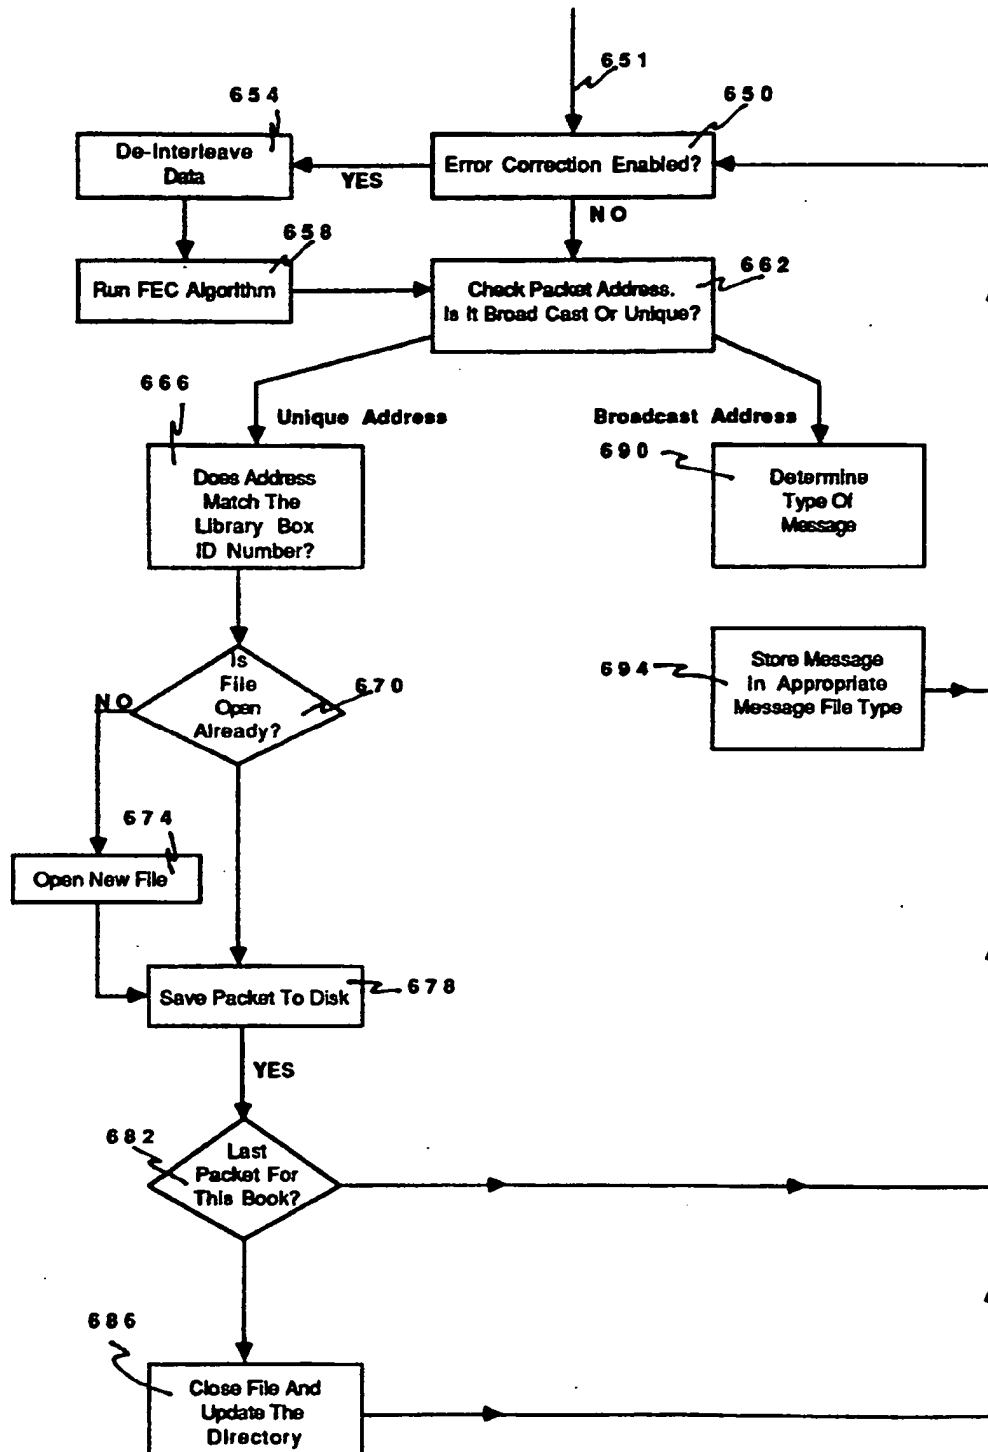 651
654
650
De-Interleave
Data
YES
Error Correction Enabled?
NO
658
662
Run FEC Algorithm
Check Packet Address.
Is It Broad Cast Or Unique?
666
Unique Address
Broadcast Address
690
Does Address
Match The
Library Box
ID Number?
Determine
Type Of
Message
Is
File
Open
Already?
670
NO
694
Store Message
In Appropriate
Message File Type
674
Open New File
Save Packet To Disk
678
YES
682
Last
Packet For
This Book?
686
Close File And
Update The
Directory